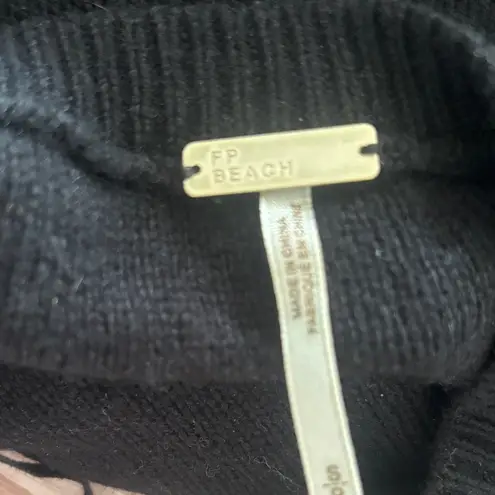 FP
BEACH
MADE IN CHINA
FABRIQUÉ EN CHINE